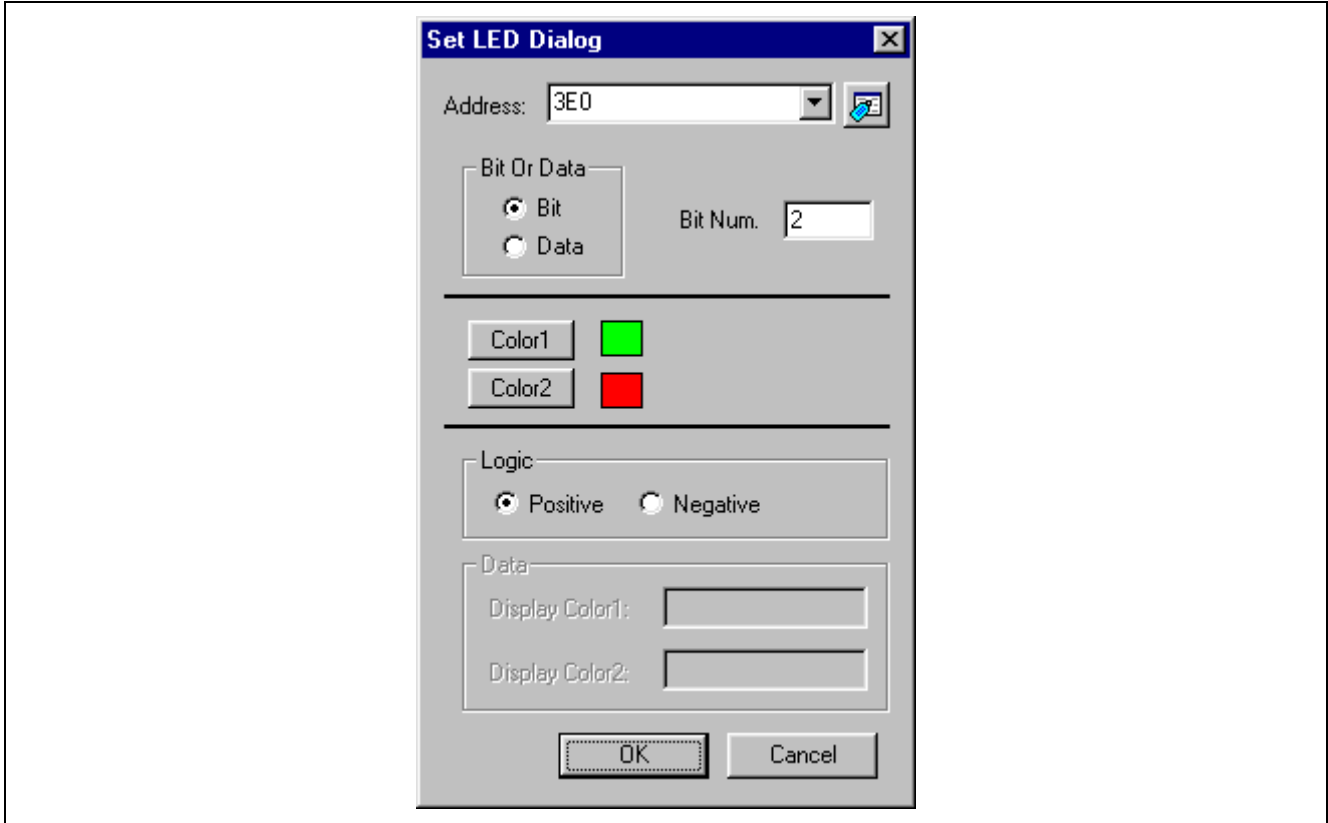 Set LED Dialog
Address: 3E0
Bit Or Data
Bit
Data
Bit Num. 2
Color1
Color2
Logic
Positive Negative
Data
Display Color1:
Display Color2:
OK Cancel